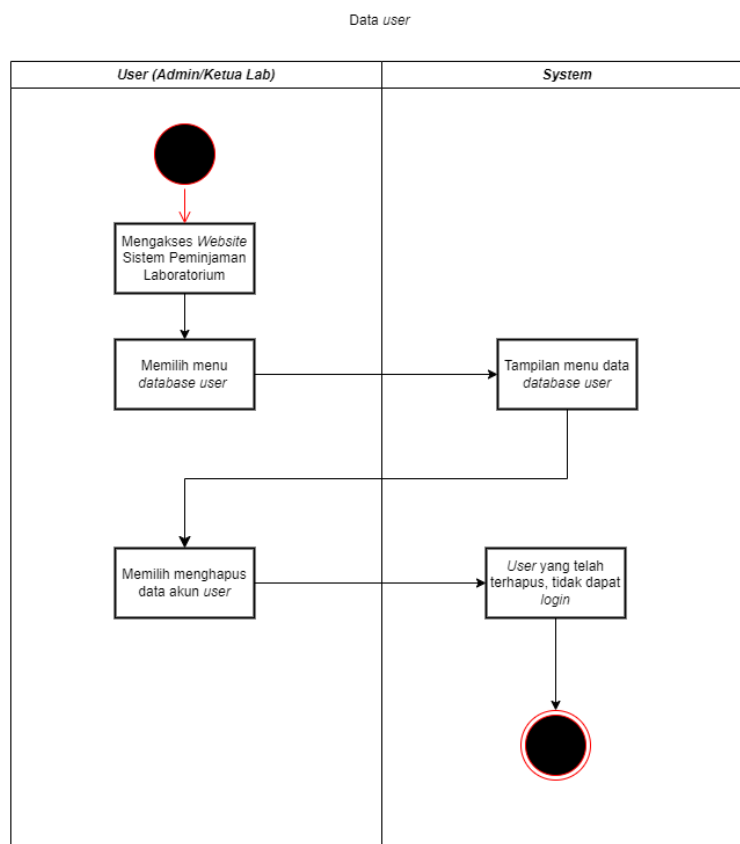 Data user
User (Admin/Ketua Lab)
System
Mengakses Website
Sistem Peminjaman
Laboratorium
Memilih menu
database user
Tampilan menu data
database user
Memilih menghapus
data akun user
User yang telah
terhapus, tidak dapat
login